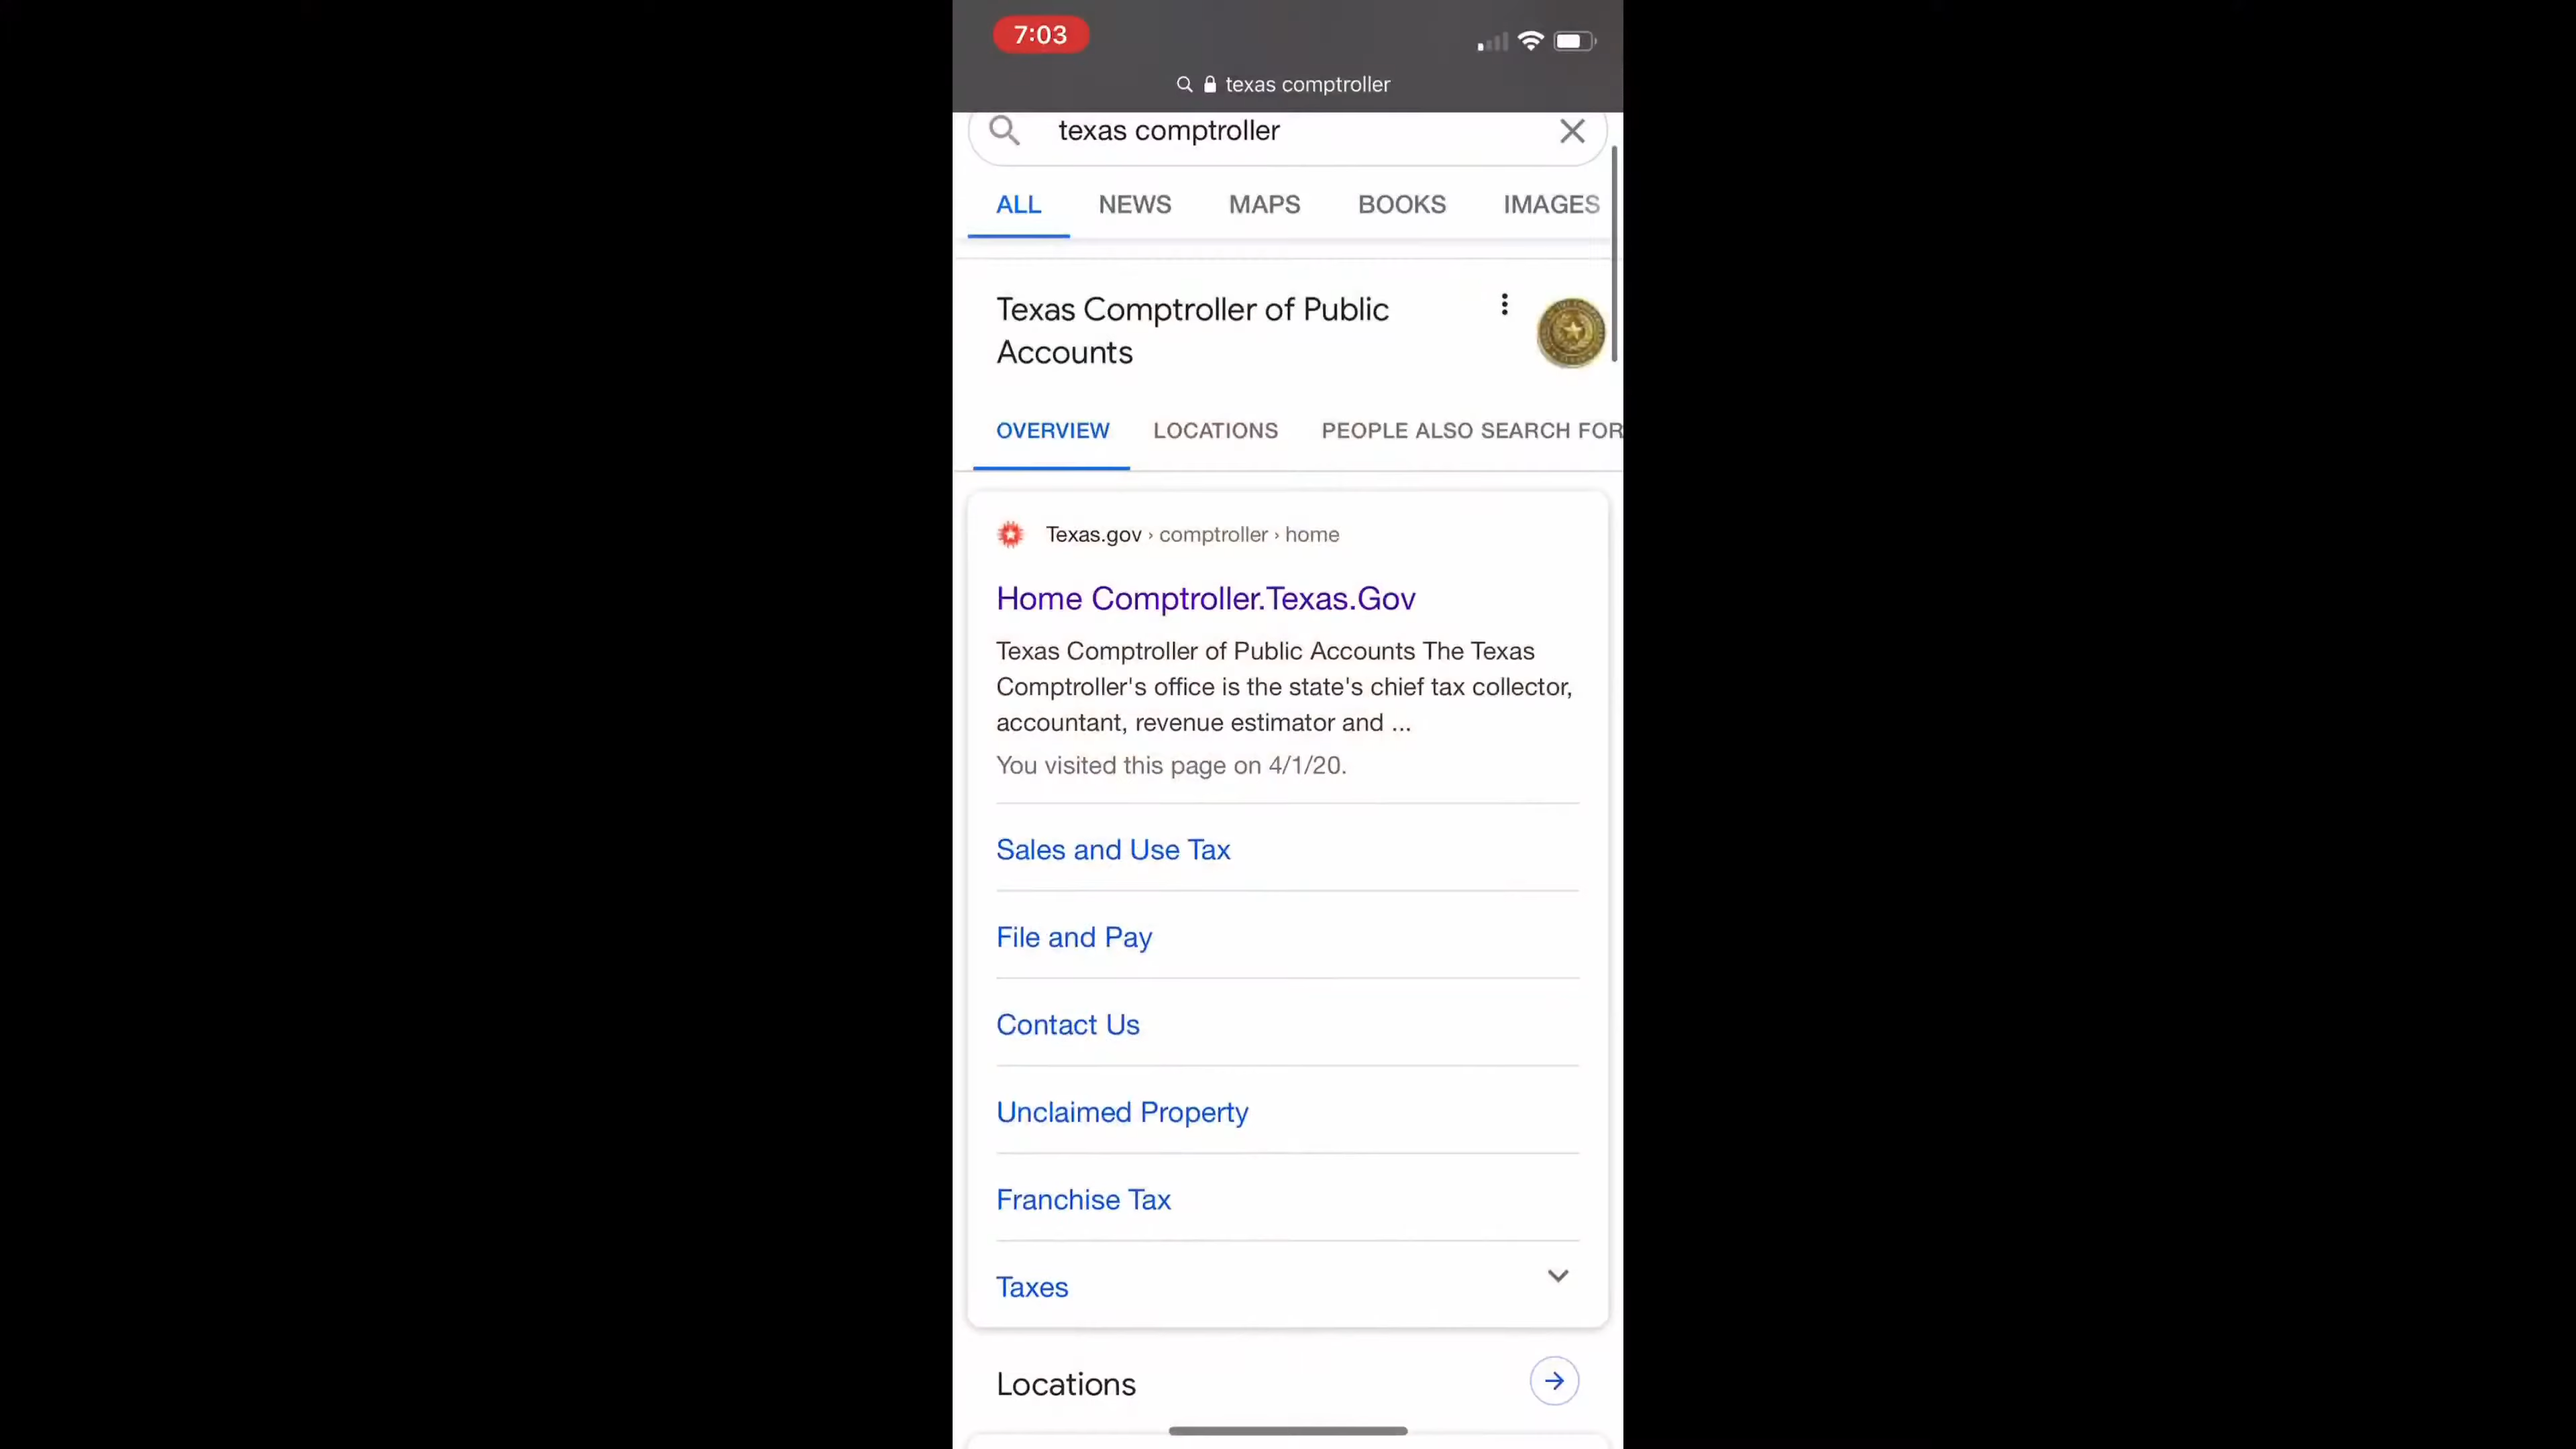 7:03
texas comptroller
texas comptroller
ALL NEWS MAPS BOOKS IMAGES
Texas Comptroller of Public
Accounts
OVERVIEW LOCATIONS PEOPLE ALSO SEARCH FOR
Texas.gov › comptroller › home
Home Comptroller.Texas.Gov
Texas Comptroller of Public Accounts The Texas
Comptroller's office is the state's chief tax collector,
accountant, revenue estimator and ...
You visited this page on 4/1/20.
Sales and Use Tax
File and Pay
Contact Us
Unclaimed Property
Franchise Tax
Taxes
Locations